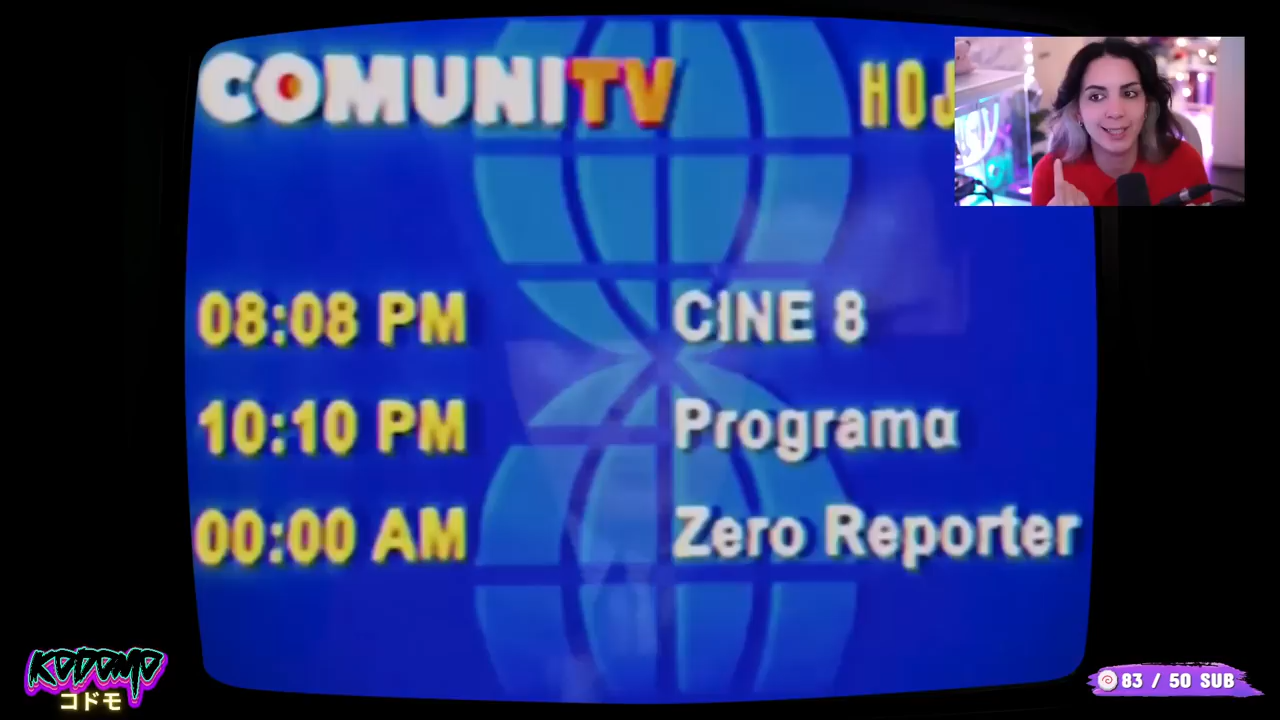 COMUNITV
HOJ
08:08 PM CINE 8
10:10 PM Programα
00:00 AM Zero Reporter
KODOMO
コドモ
83 / 50 SUB